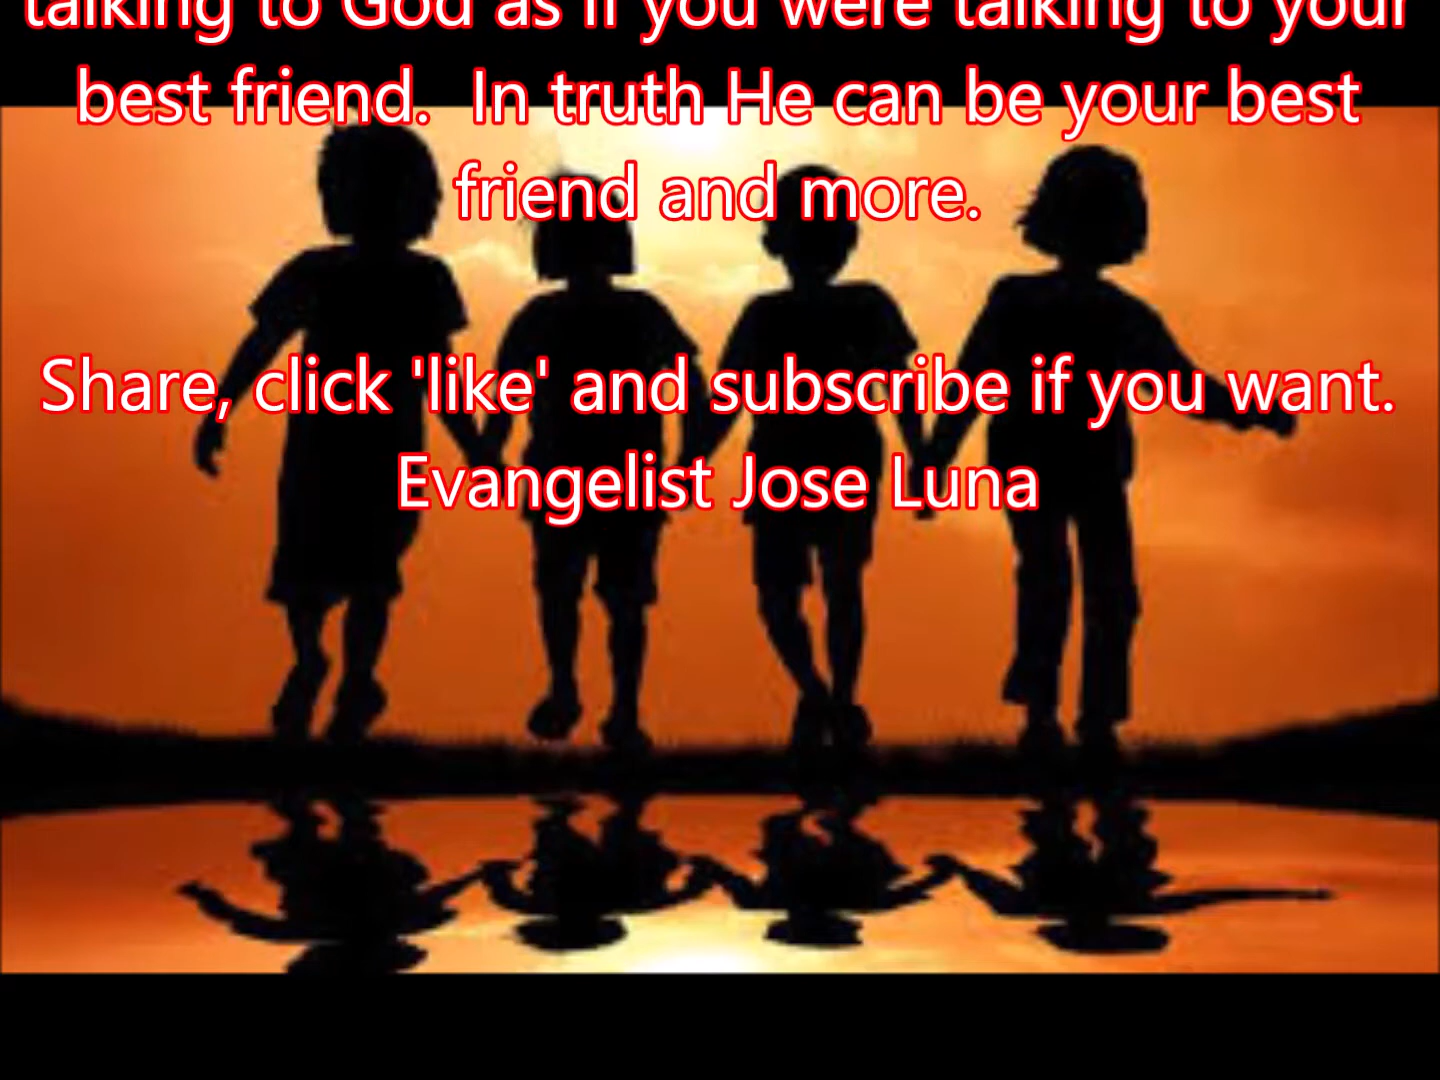 talking to God as if you were talking to your
best friend.  In truth He can be your best
friend and more.
Share, click 'like' and subscribe if you want.
Evangelist Jose Luna